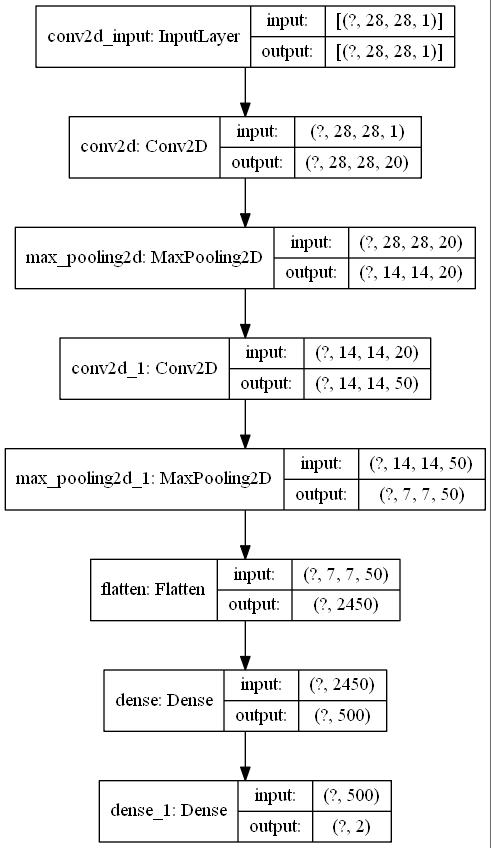 conv2d_input: InputLayer
input: [(?, 28, 28, 1)]
output: [(?, 28, 28, 1)]
conv2d: Conv2D
input: (?, 28, 28, 1)
output: (?, 28, 28, 20)
max_pooling2d: MaxPooling2D
input: (?, 28, 28, 20)
output: (?, 14, 14, 20)
conv2d_1: Conv2D
input: (?, 14, 14, 20)
output: (?, 14, 14, 50)
max_pooling2d_1: MaxPooling2D
input: (?, 14, 14, 50)
output: (?, 7, 7, 50)
flatten: Flatten
input: (?, 7, 7, 50)
output: (?, 2450)
dense: Dense
input: (?, 2450)
output: (?, 500)
dense_1: Dense
input: (?, 500)
output: (?, 2)